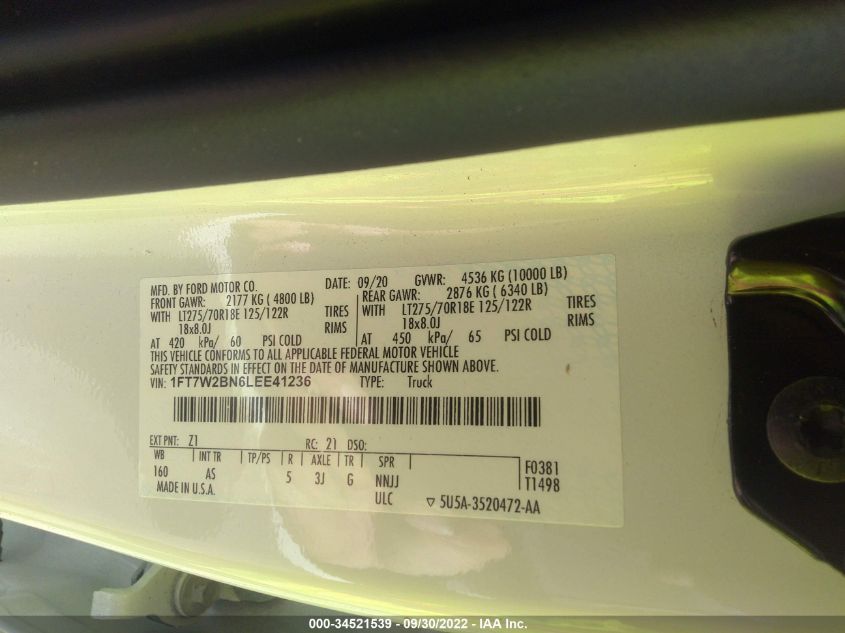 MFD. BY FORD MOTOR CO. DATE: 09/20 GVWR: 4536 KG (10000 LB)
FRONT GAWR: 2177 KG ( 4800 LB) REAR GAWR: 2876 KG ( 6340 LB)
WITH LT275/70R18E 125/122R TIRES WITH LT275/70R18E 125/122R TIRES
18x8.0J RIMS 18x8.0J RIMS
AT 420 kPa/ 60 PSI COLD AT 450 kPa/ 65 PSI COLD
THIS VEHICLE CONFORMS TO ALL APPLICABLE FEDERAL MOTOR VEHICLE
SAFETY STANDARDS IN EFFECT ON THE DATE OF MANUFACTURE SHOWN ABOVE.
VIN: 1FT7W2BN6LEE41236 TYPE: Truck
EXT PNT: Z1 RC: 21 DSO:
WB INT TR TP/PS R AXLE TR SPR
160 AS 5 3J G NNJJ F0381
MADE IN U.S.A. ULC T1498
5U5A-3520472-AA
000-34521539 - 09/30/2022 - IAA Inc.